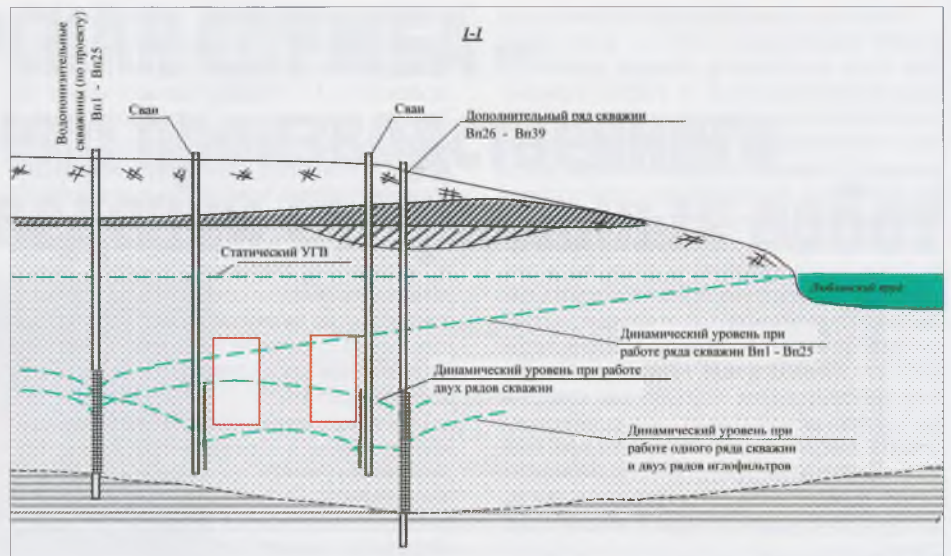 1-1
Водопонизительные
скважины (по проекту)
Вп1 - Вп25
Сваи
Сваи
Дополнительный ряд скважин
Вп26 - Вп39
Статический УГВ
Люблинский пруд
Динамический уровень при
работе ряда скважин Вп1 - Вп25
Динамический уровень при работе
двух рядов скважин
Динамический уровень при
работе одного ряда скважин
и двух рядов иглофильтров